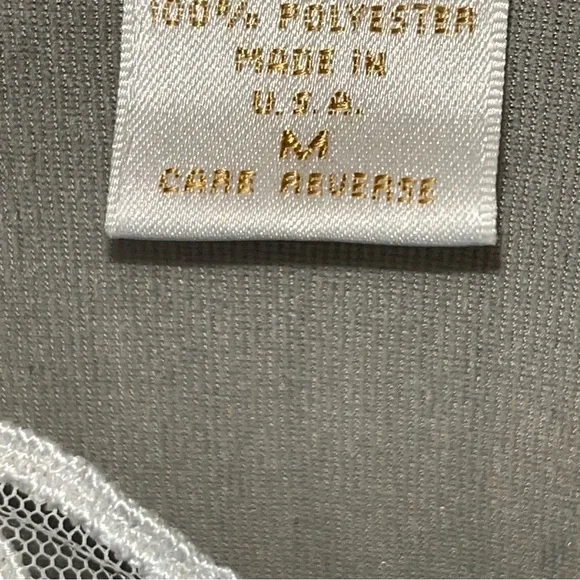 100% POLYESTER
MADE IN
U.S.A.
M
CARE REVERSE